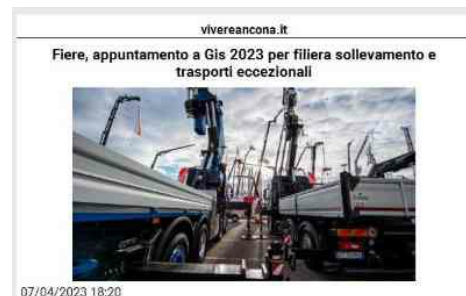 vivereancona.it
Fiere, appuntamento a Gis 2023 per filiera sollevamento e
trasporti eccezionali
07/04/2023 18:20